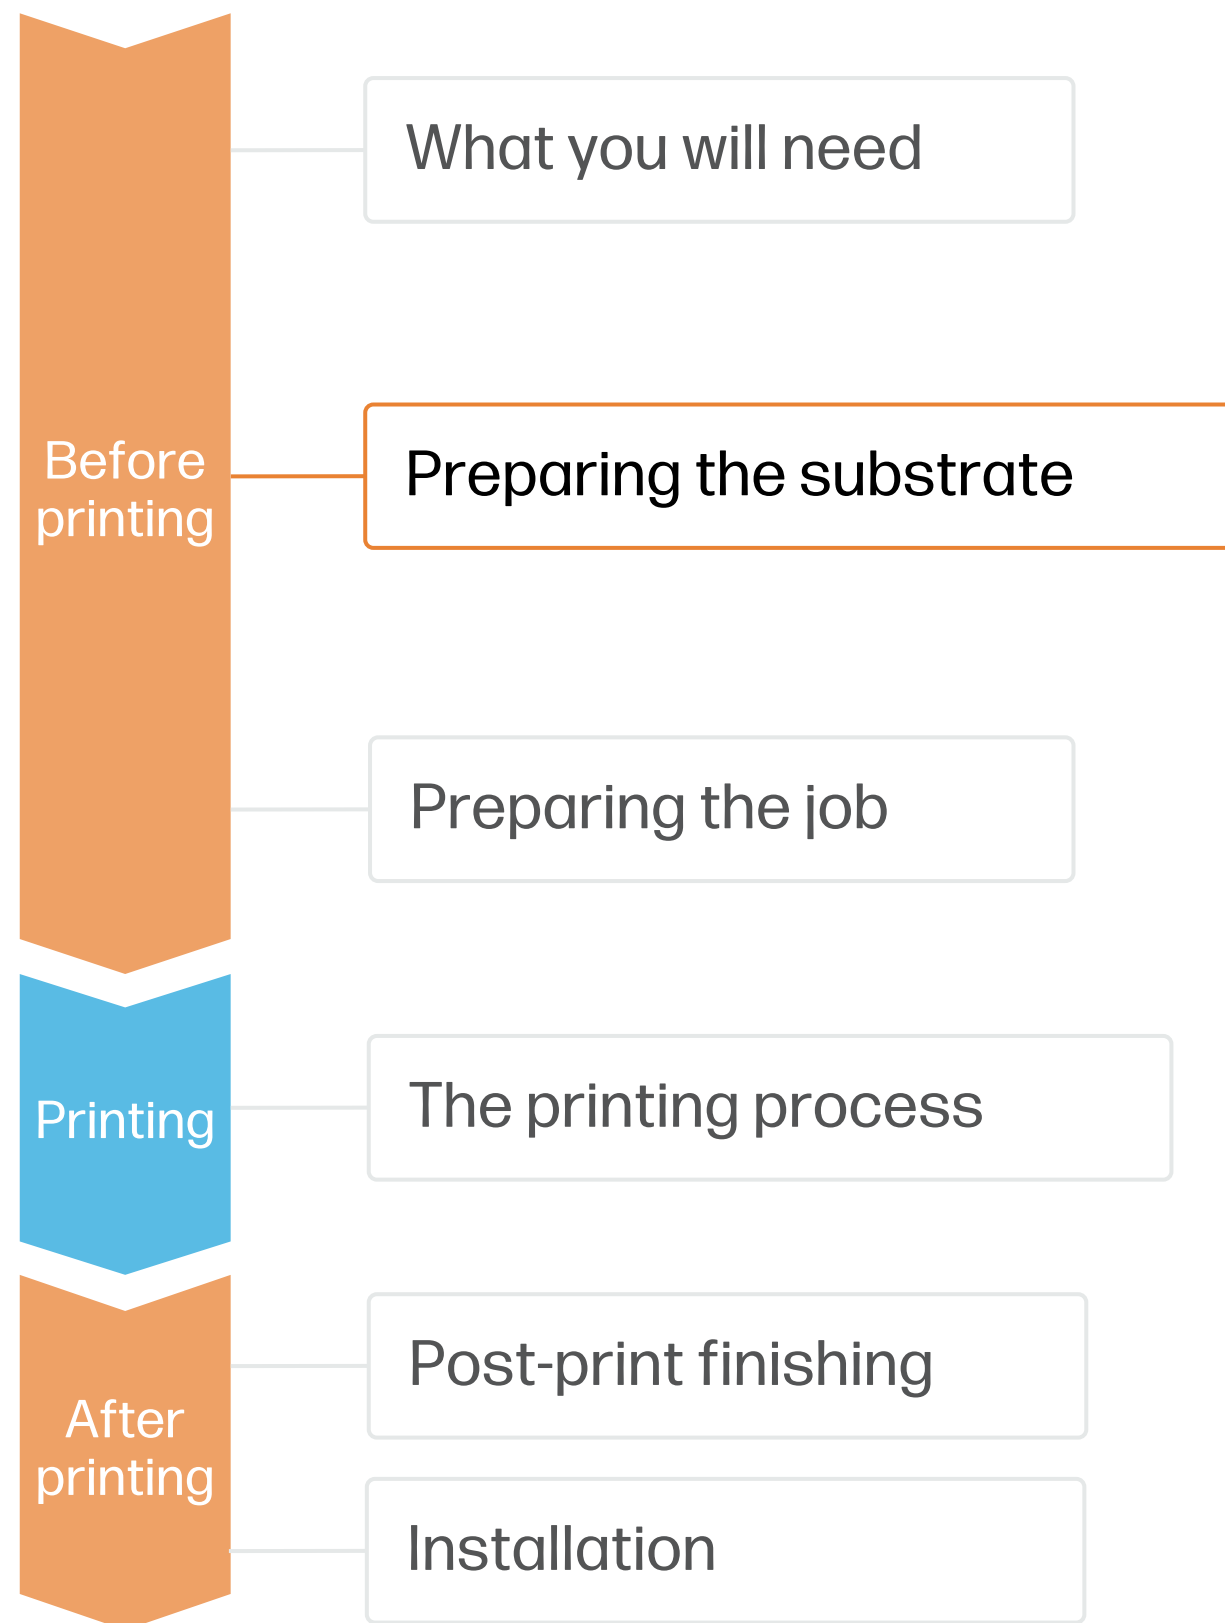 What you will need
Before
printing
Preparing the substrate
Preparing the job
Printing
The printing process
After
printing
Post-print finishing
Installation